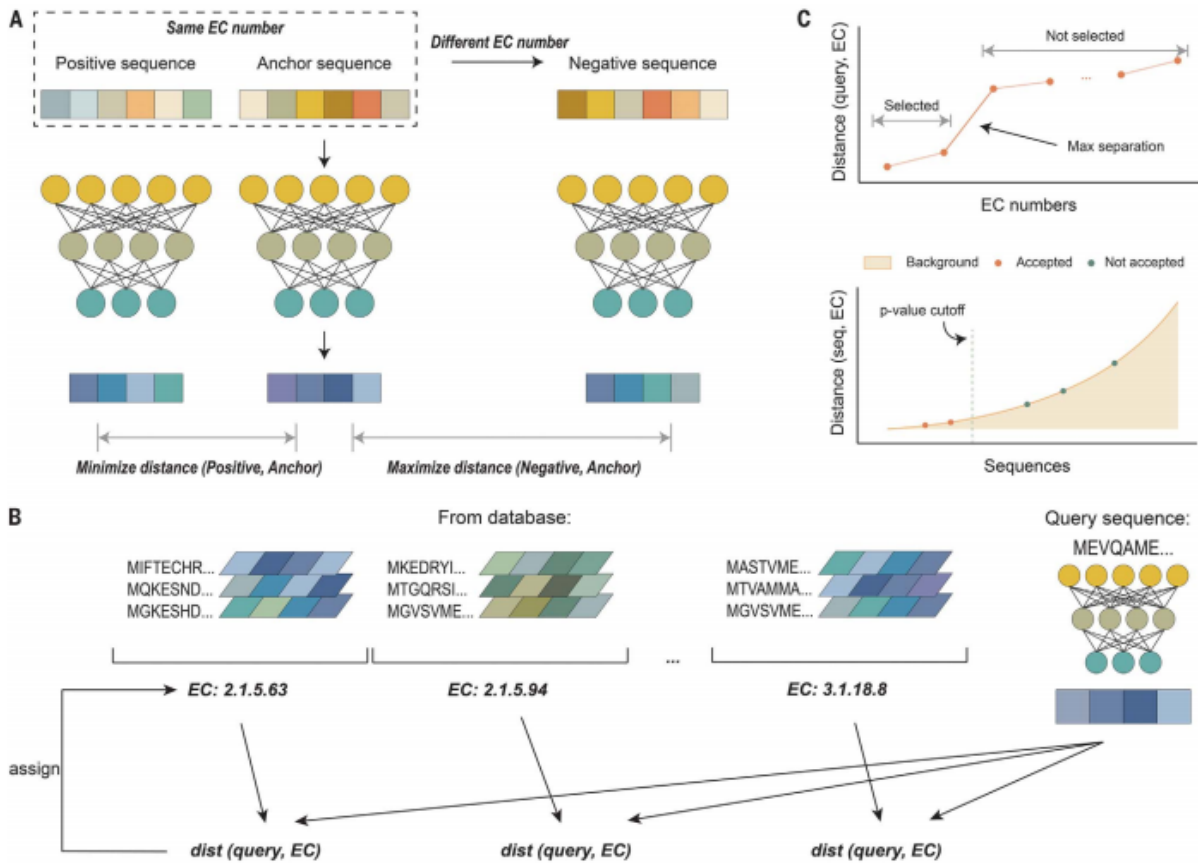 A
Same EC number
Different EC number
Positive sequence
Anchor sequence
Negative sequence
Minimize distance (Positive, Anchor)
Maximize distance (Negative, Anchor)
C
Distance (query, EC)
Not selected
Selected
...
Max separation
EC numbers
Background
Accepted
Not accepted
Distance (seq, EC)
p-value cutoff
Sequences
B
From database:
Query sequence:
MEVQAME...
MIFTECHR...
MQKESND...
MGKESHD...
MKEDRYI...
MTGQRSI...
MGVSVME...
MASTVME...
MTVAMMA...
MGVSVME...
...
EC: 2.1.5.63
EC: 2.1.5.94
EC: 3.1.18.8
assign
dist (query, EC)
dist (query, EC)
dist (query, EC)